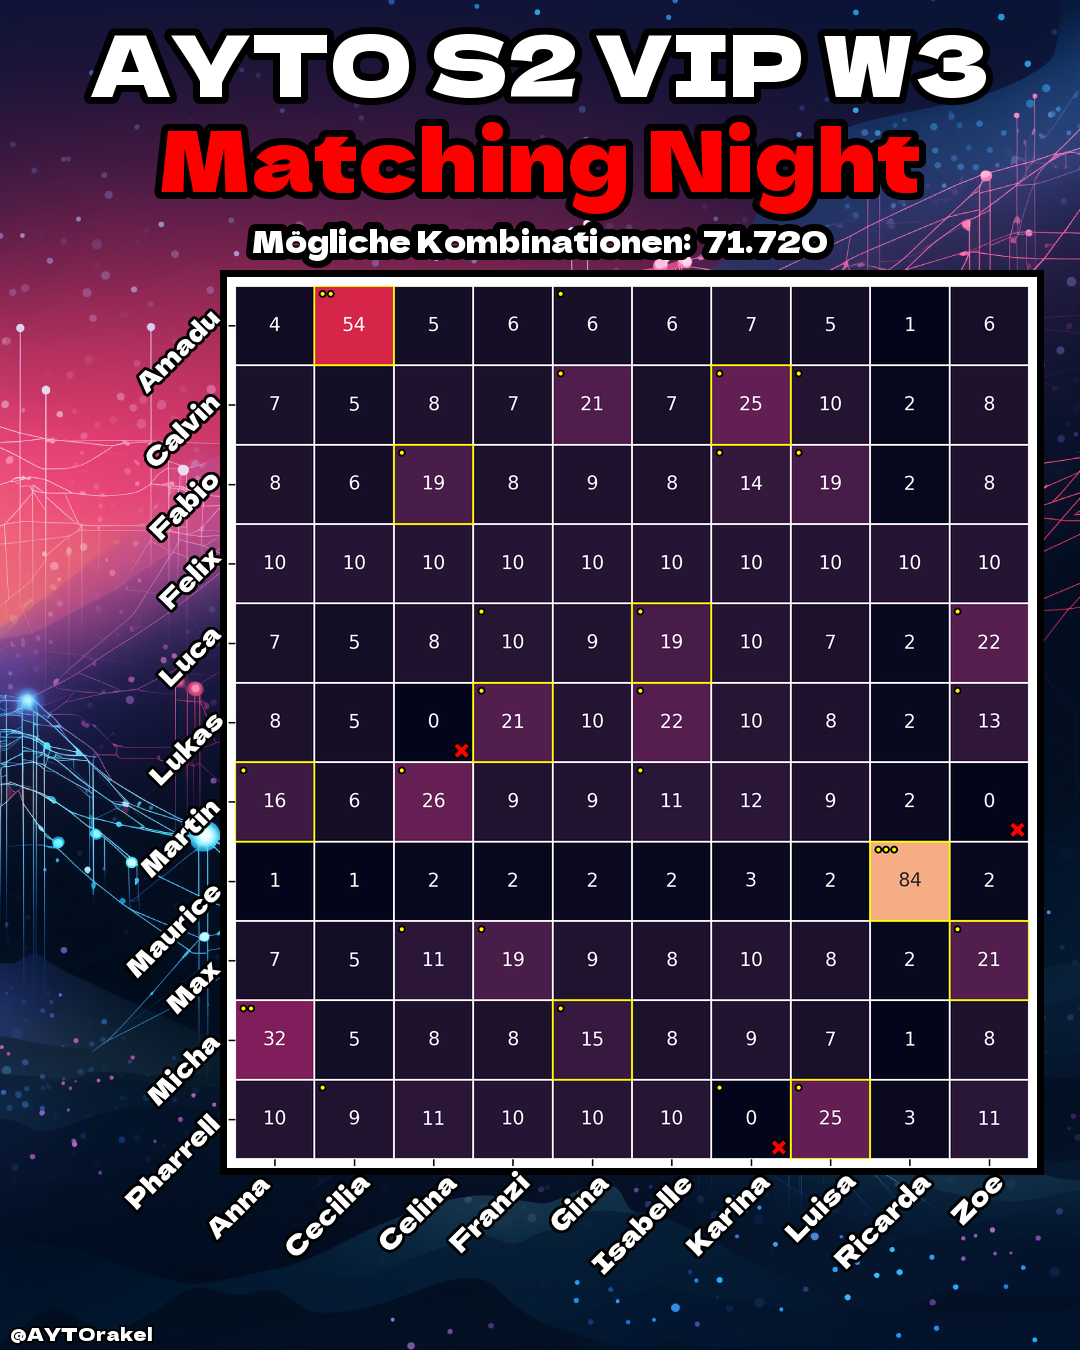 AYTO S2 VIP W3
Matching Night
Mögliche Kombinationen: 71.720
Amadu 4 54 5 6 6 6 7 5 1 6
Calvin 7 5 8 7 21 7 25 10 2 8
Fabio 8 6 19 8 9 8 14 19 2 8
Felix 10 10 10 10 10 10 10 10 10 10
Luca 7 5 8 10 9 19 10 7 2 22
Lukas 8 5 0 21 10 22 10 8 2 13
Martin 16 6 26 9 9 11 12 9 2 0
Maurice 1 1 2 2 2 2 3 2 84 2
Max 7 5 11 19 9 8 10 8 2 21
Micha 32 5 8 8 15 8 9 7 1 8
Pharrell 10 9 11 10 10 10 0 25 3 11
Anna Cecilia Celina Franzi Gina Isabelle Karina Luisa Ricarda Zoe
@AYTOrakel